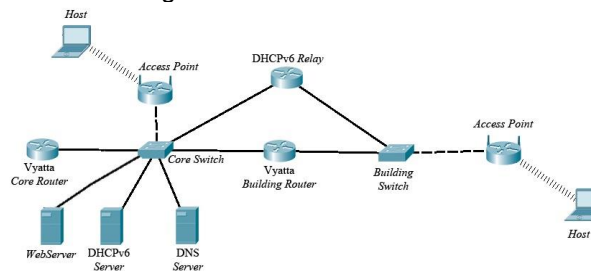 Host
Access Point
DHCPv6 Relay
Access Point
Vyatta
Core Router
Core Switch
Vyatta
Building Router
Building
Switch
WebServer
DHCPv6
Server
DNS
Server
Host